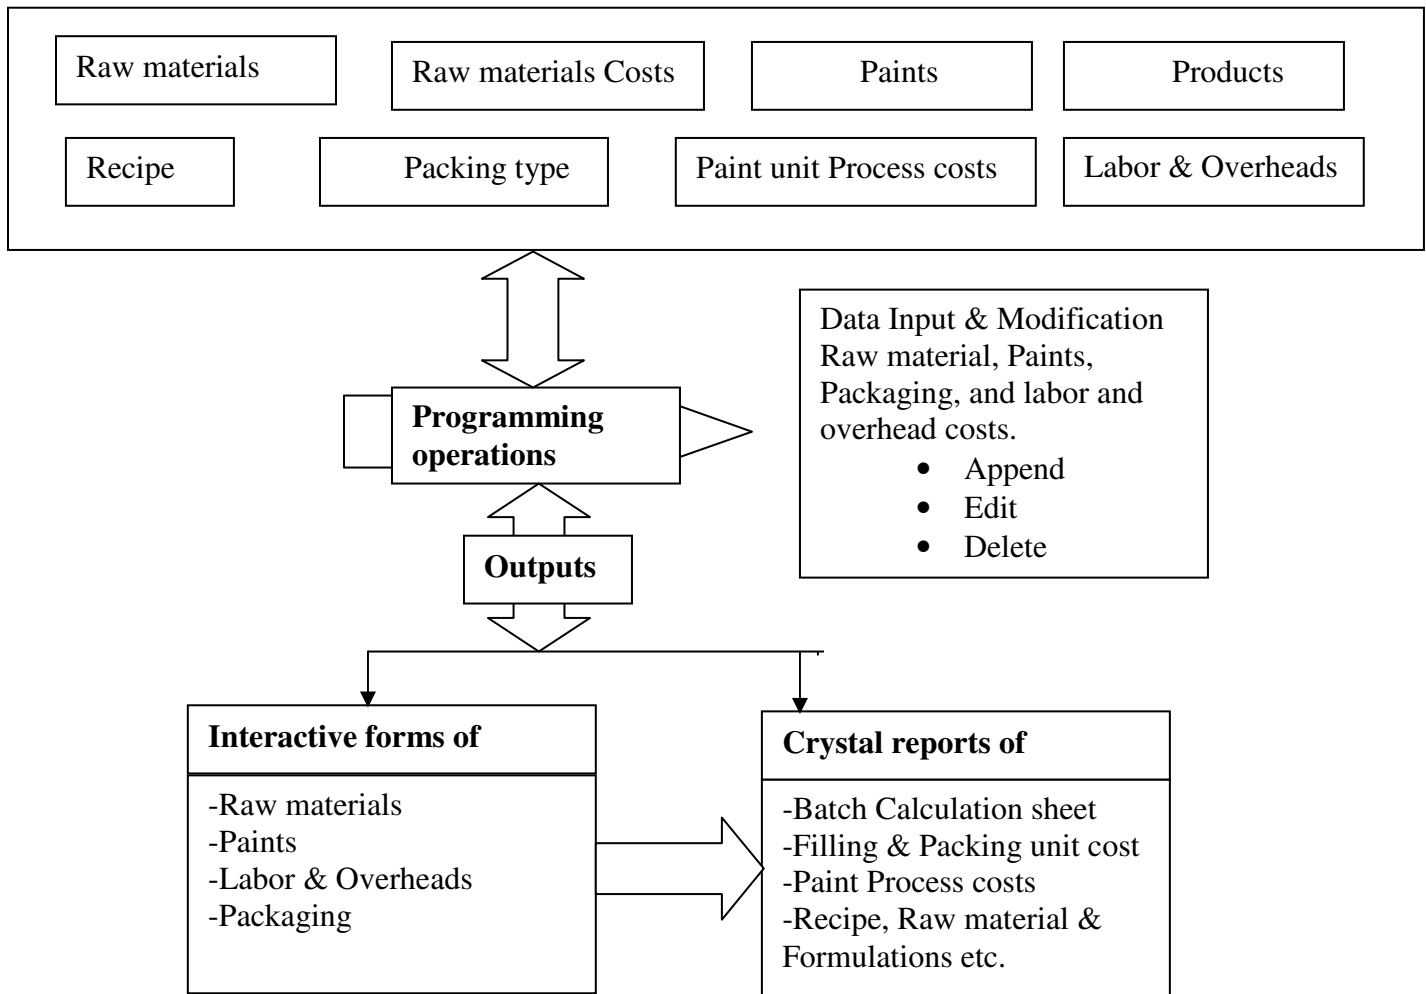 Raw materials
Raw materials Costs
Paints
Products
Recipe
Packing type
Paint unit Process costs
Labor & Overheads
Data Input & Modification
Raw material, Paints,
Packaging, and labor and
overhead costs.
• Append
• Edit
• Delete
Programming
operations
Outputs
Interactive forms of
-Raw materials
-Paints
-Labor & Overheads
-Packaging
Crystal reports of
-Batch Calculation sheet
-Filling & Packing unit cost
-Paint Process costs
-Recipe, Raw material &
Formulations etc.